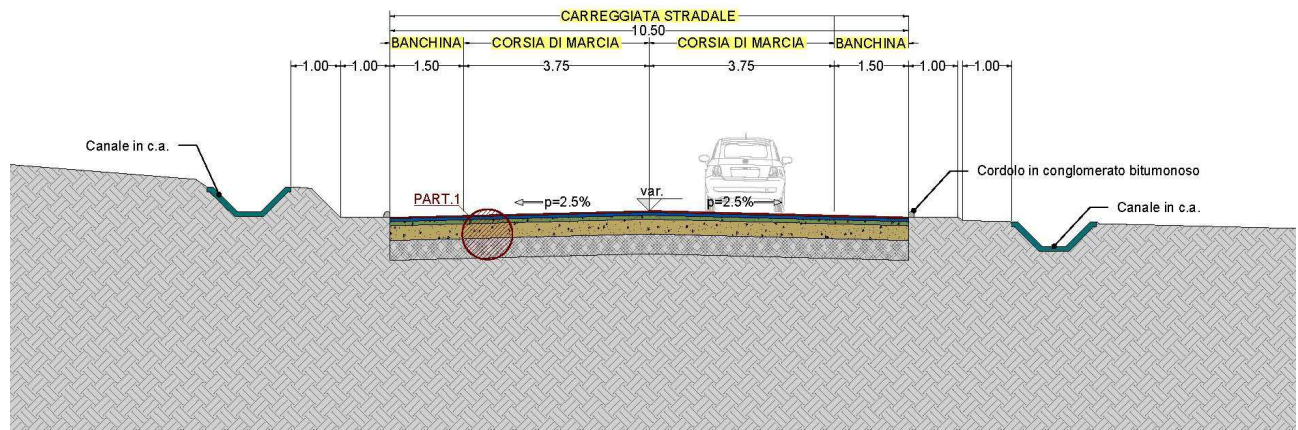 CARREGGIATA STRADALE
10.50
BANCHINA CORSIA DI MARCIA CORSIA DI MARCIA BANCHINA
1.00 1.00 1.50 3.75 3.75 1.50 1.00 1.00
Canale in c.a.
Cordolo in conglomerato bitumonoso
PART.1
p=2.5% var. p=2.5%
Canale in c.a.